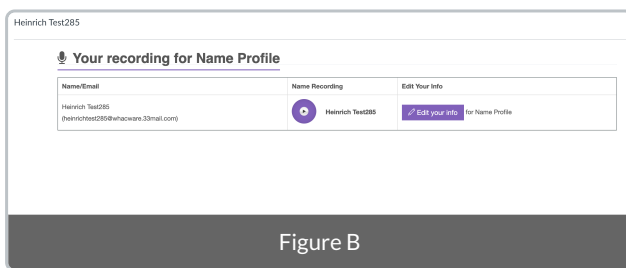 Heinrich Test285
Your recording for Name Profile
Name/Email Name Recording Edit Your Info
Heinrich Test285
(heinrichtest285@whacware.33mail.com)
Heinrich Test285
Edit your info for Name Profile
Figure B